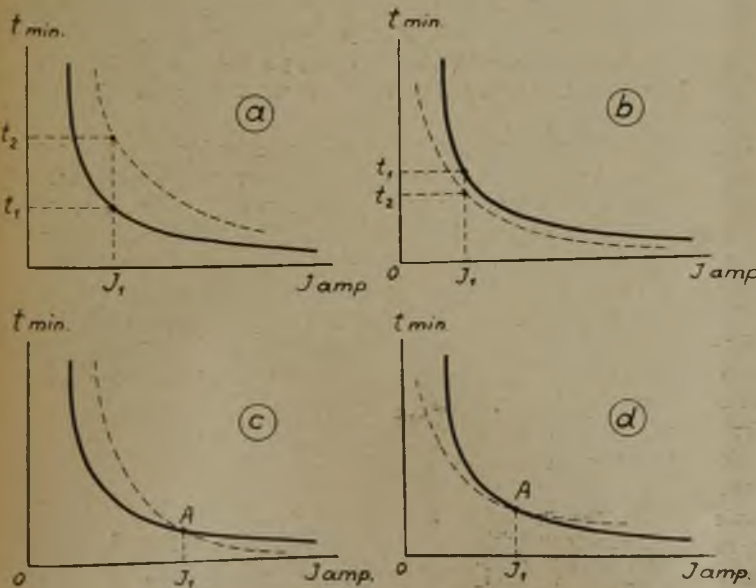 t min.
a
t₂
t₁
J₁
J amp
t min.
b
t₁
t₂
0
J₁
J amp
t min.
c
A
0
J₁
J amp.
t min.
d
A
0
J₁
J amp.